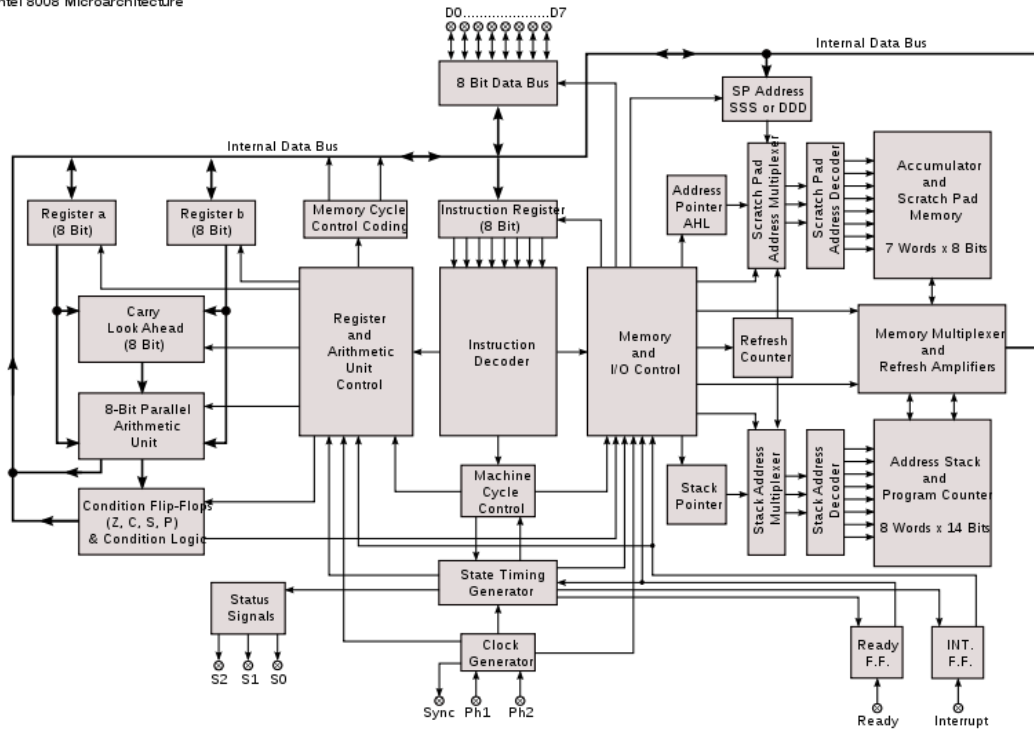 ntel 8008 Microarchitecture
D0.....................D7
Internal Data Bus
8 Bit Data Bus
SP Address
SSS or DDD
Internal Data Bus
Register a
(8 Bit)
Register b
(8 Bit)
Memory Cycle
Control Coding
Instruction Register
(8 Bit)
Address
Pointer
AHL
Scratch Pad
Address Multiplexer
Scratch Pad
Address Decoder
Accumulator
and
Scratch Pad
Memory
7 Words x 8 Bits
Carry
Look Ahead
(8 Bit)
Register
and
Arithmetic
Unit
Control
Instruction
Decoder
Memory
and
I/O Control
Refresh
Counter
Memory Multiplexer
and
Refresh Amplifiers
8-Bit Parallel
Arithmetic
Unit
Machine
Cycle
Control
Stack
Pointer
Stack Address
Multiplexer
Stack Address
Decoder
Address Stack
and
Program Counter
8 Words x 14 Bits
Condition Flip-Flops
(Z, C, S, P)
& Condition Logic
State Timing
Generator
Status
Signals
S2 S1 S0
Clock
Generator
Ready
F.F.
INT.
F.F.
Sync Ph1 Ph2
Ready
Interrupt